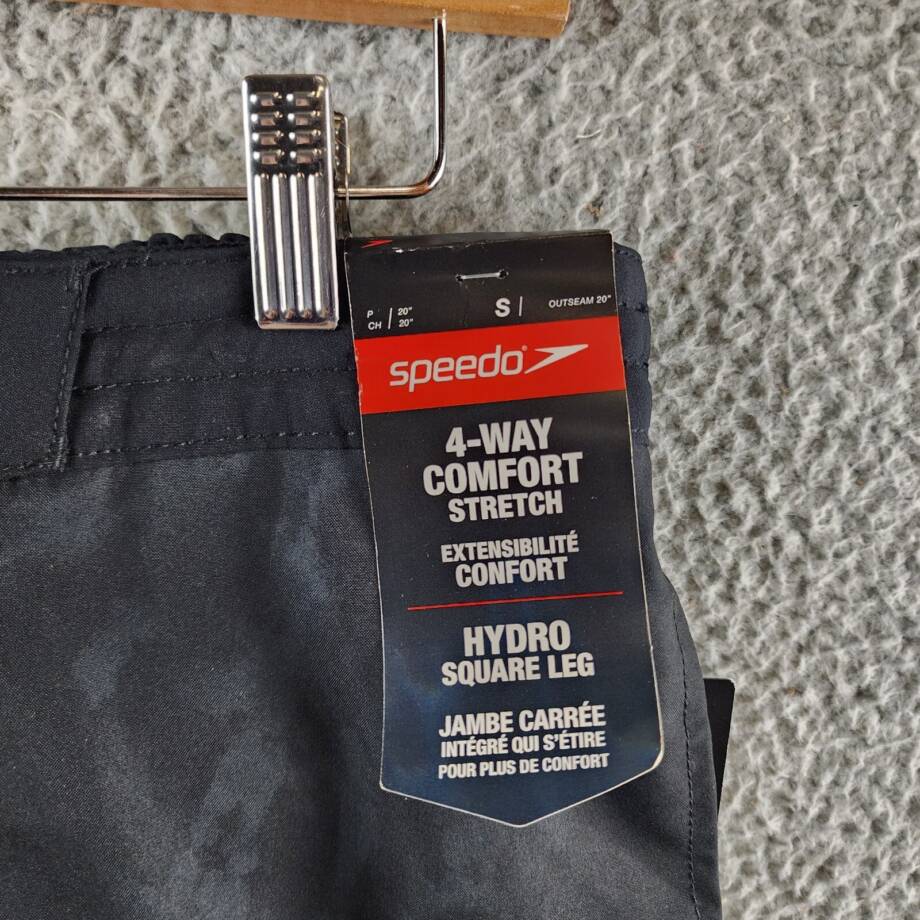 P / 20"
CH / 20"
S |
OUTSEAM 20"
speedo
4-WAY
COMFORT
STRETCH
EXTENSIBILITÉ
CONFORT
HYDRO
SQUARE LEG
JAMBE CARRÉE
INTÉGRÉ QUI S'ÉTIRE
POUR PLUS DE CONFORT